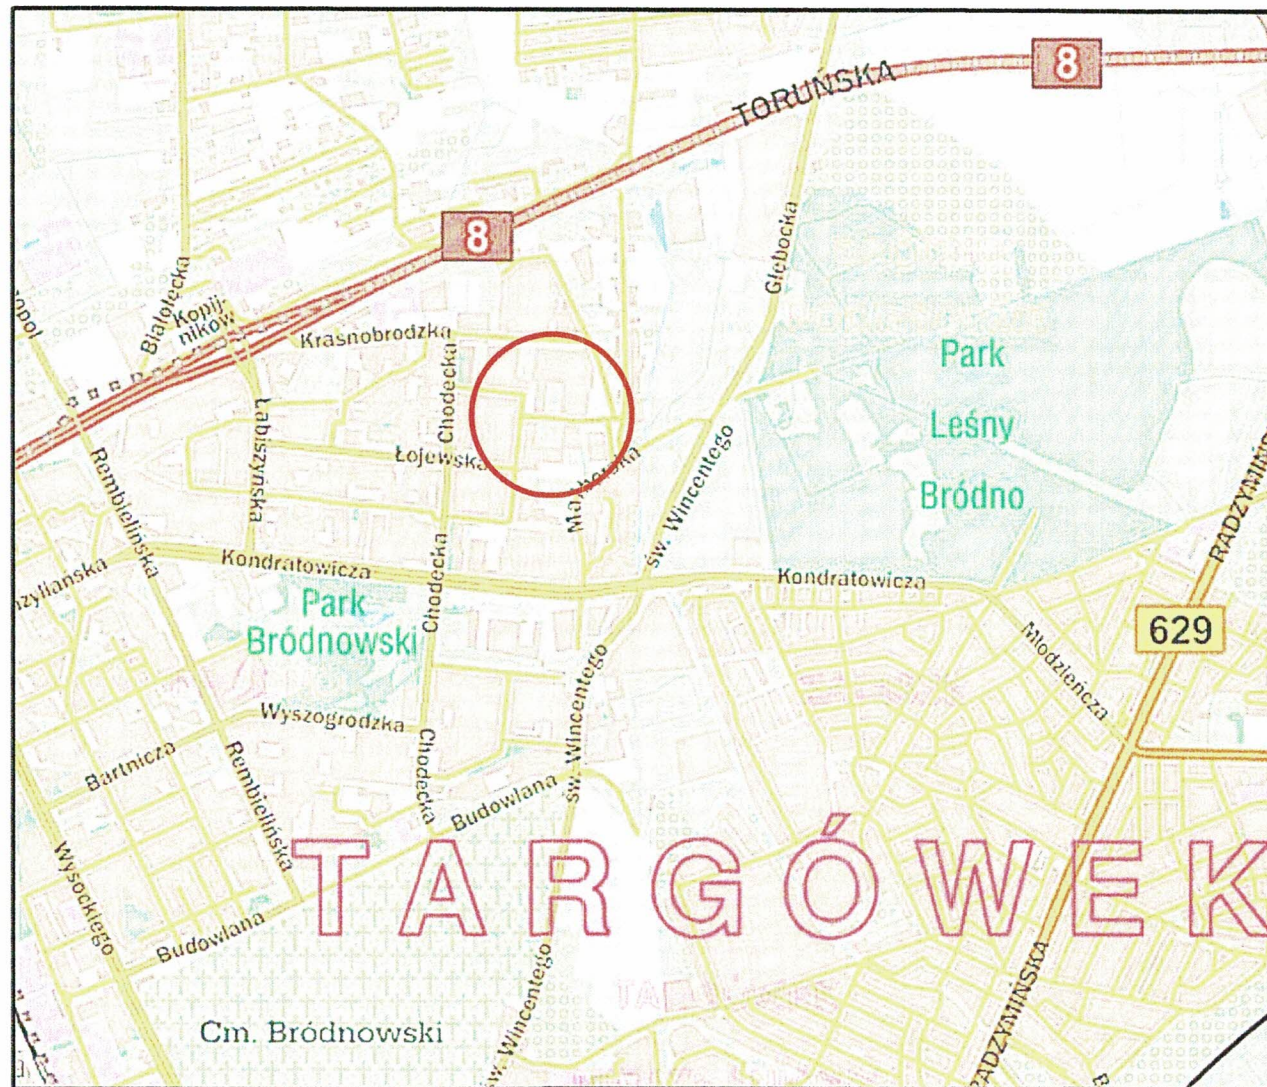 8
TORUŃSKA
8
Głębocka
Białołęcka
Kopij-
ników
Krasnobrodzka
Chodecka
Park
Leśny
Bródno
Łabiszyńska
Łojewska
Malborska
św. Wincentego
Rembielińska
Kondratowicza
Chodecka
Kondratowicza
Park
Bródnowski
629
Młodzieńcza
św. Wincentego
Wyszogrodzka
Bartnicza
Chodecka
Rembielińska
Budowlana
TARGÓWEK
Wysockiego
Budowlana
św. Wincentego
RADZYMIŃSKA
Cm. Bródnowski